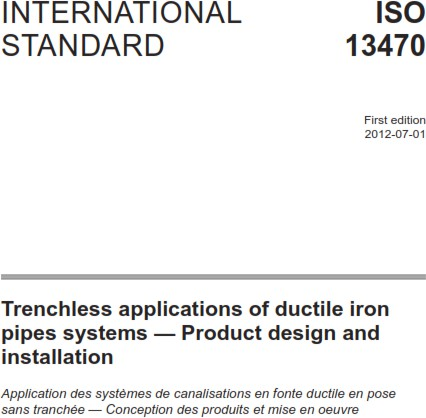 INTERNATIONAL
STANDARD
ISO
13470
First edition
2012-07-01
Trenchless applications of ductile iron
pipes systems — Product design and
installation
Application des systèmes de canalisations en fonte ductile en pose
sans tranchée — Conception des produits et mise en oeuvre